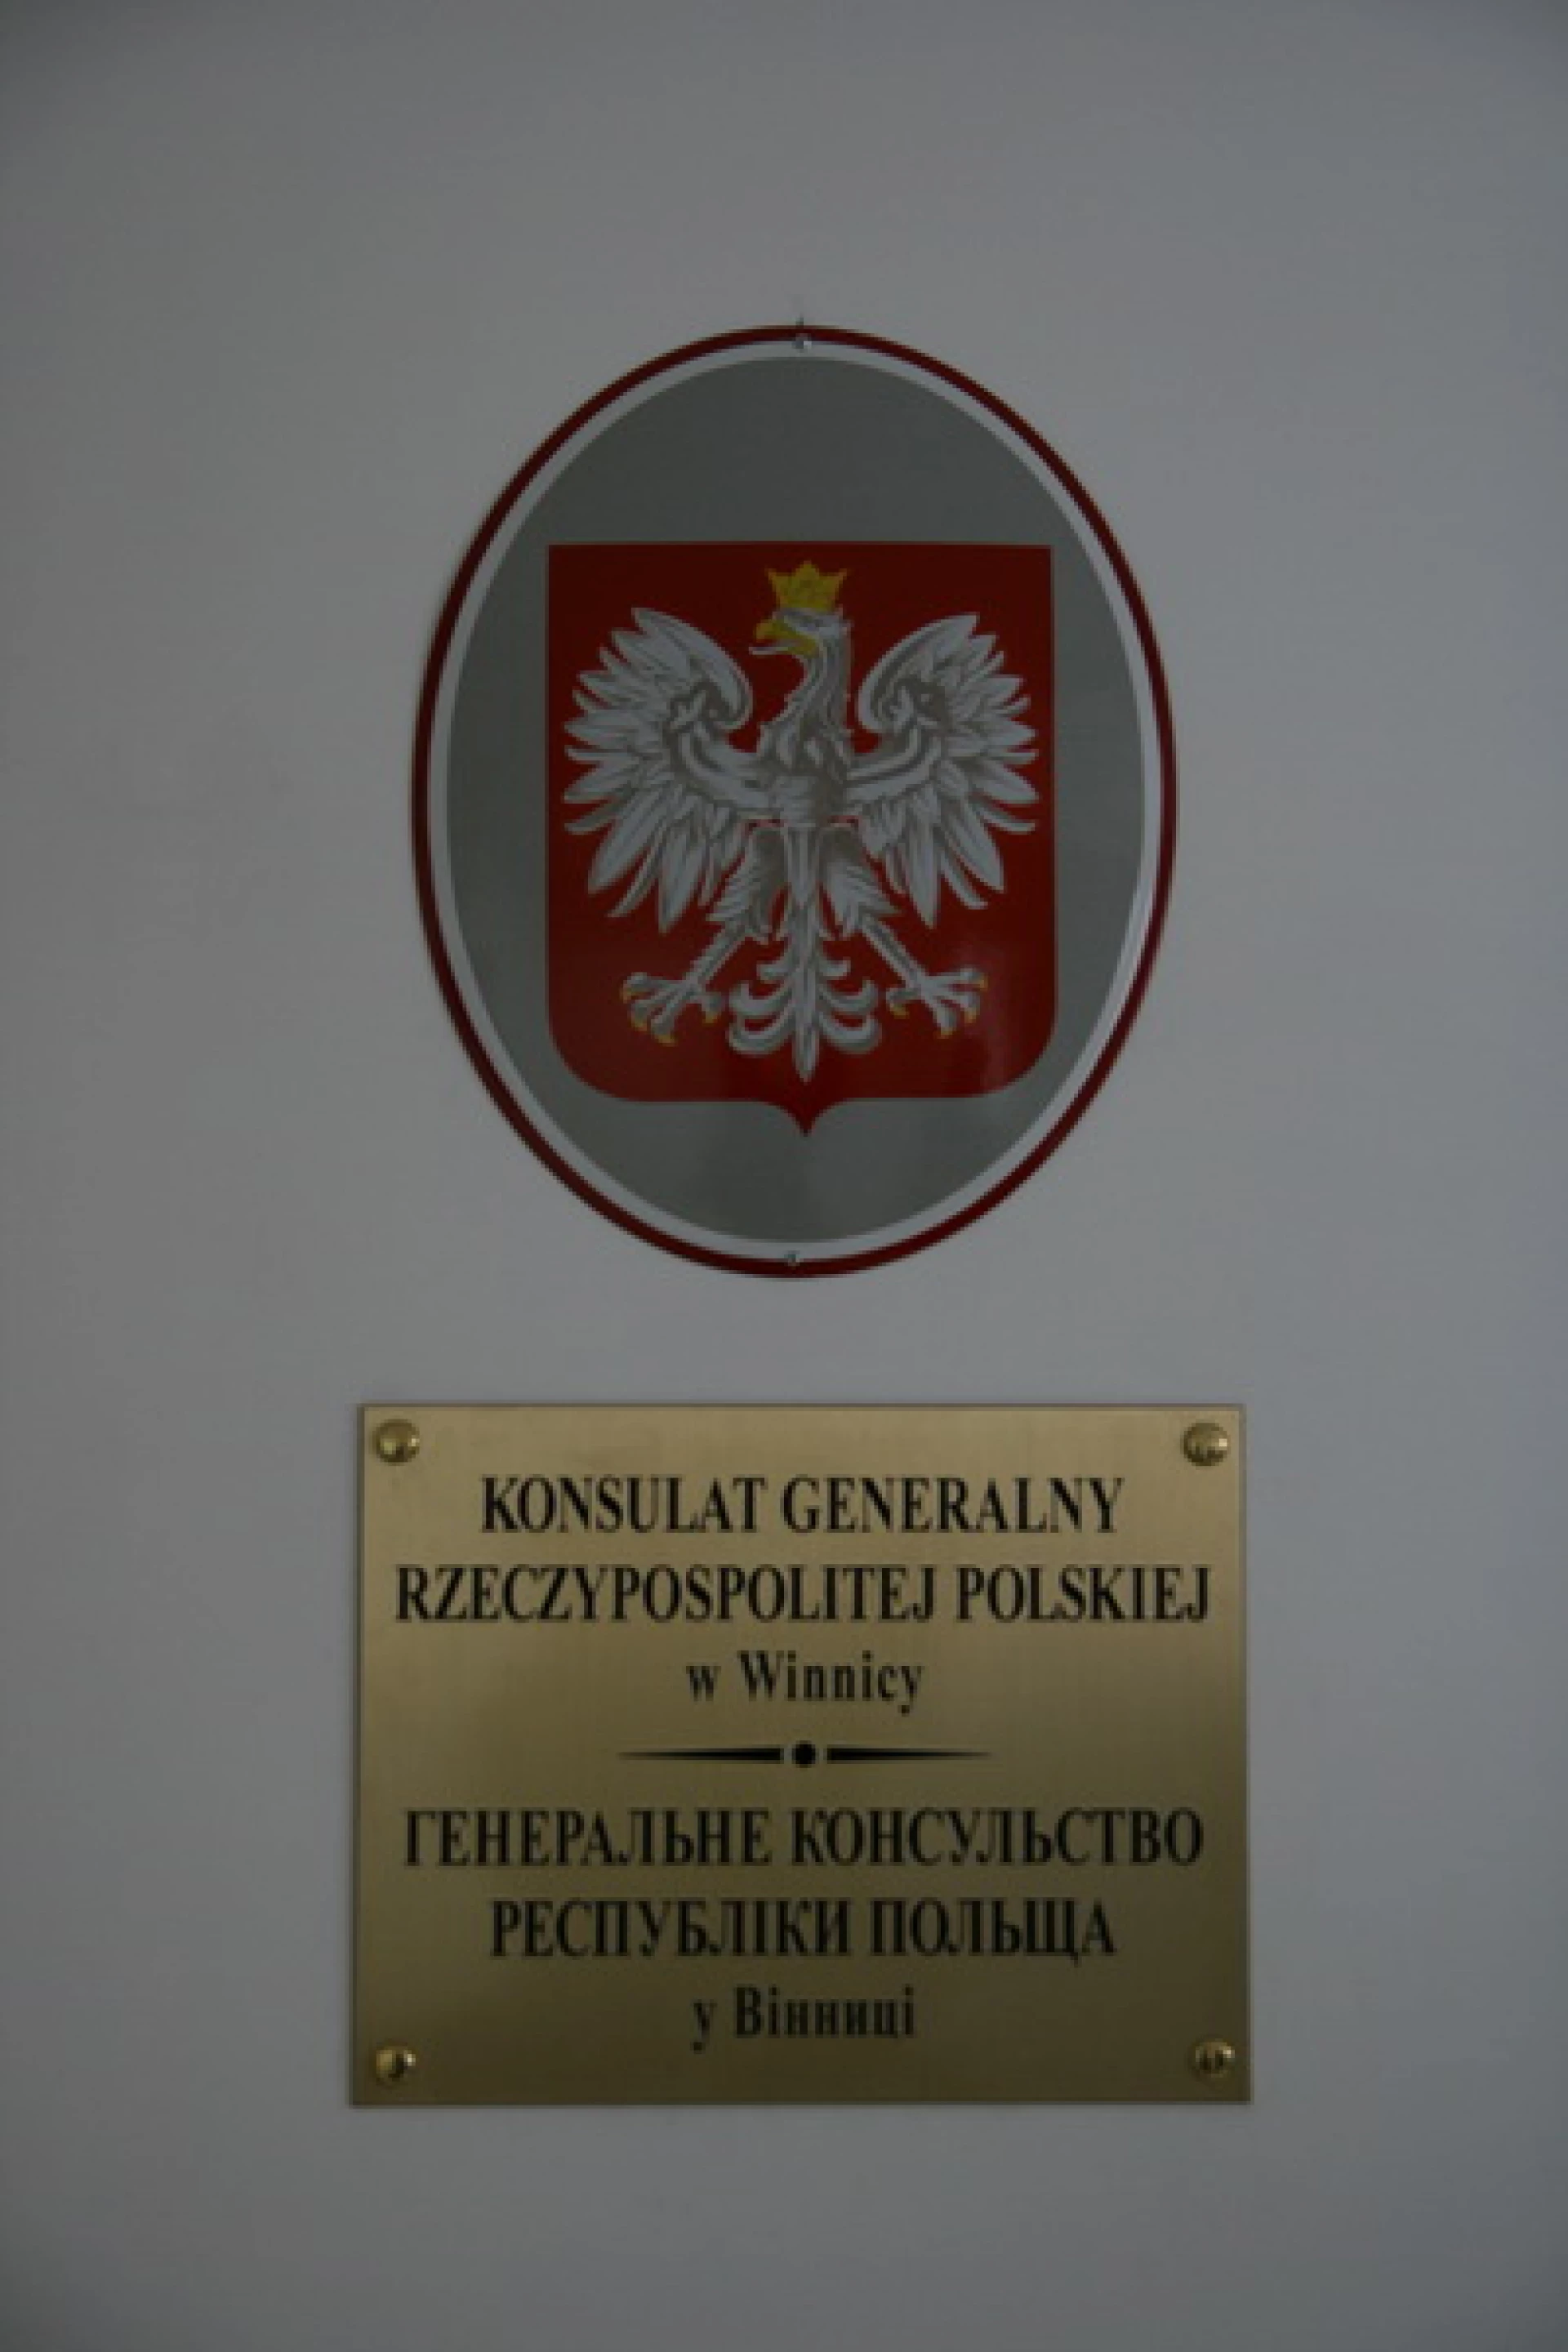 KONSULAT GENERALNY
RZECZYPOSPOLITEJ POLSKIEJ
w Winnicy
ГЕНЕРАЛЬНЕ КОНСУЛЬСТВО
РЕСПУБЛІКИ ПОЛЬЩА
у Вінниці